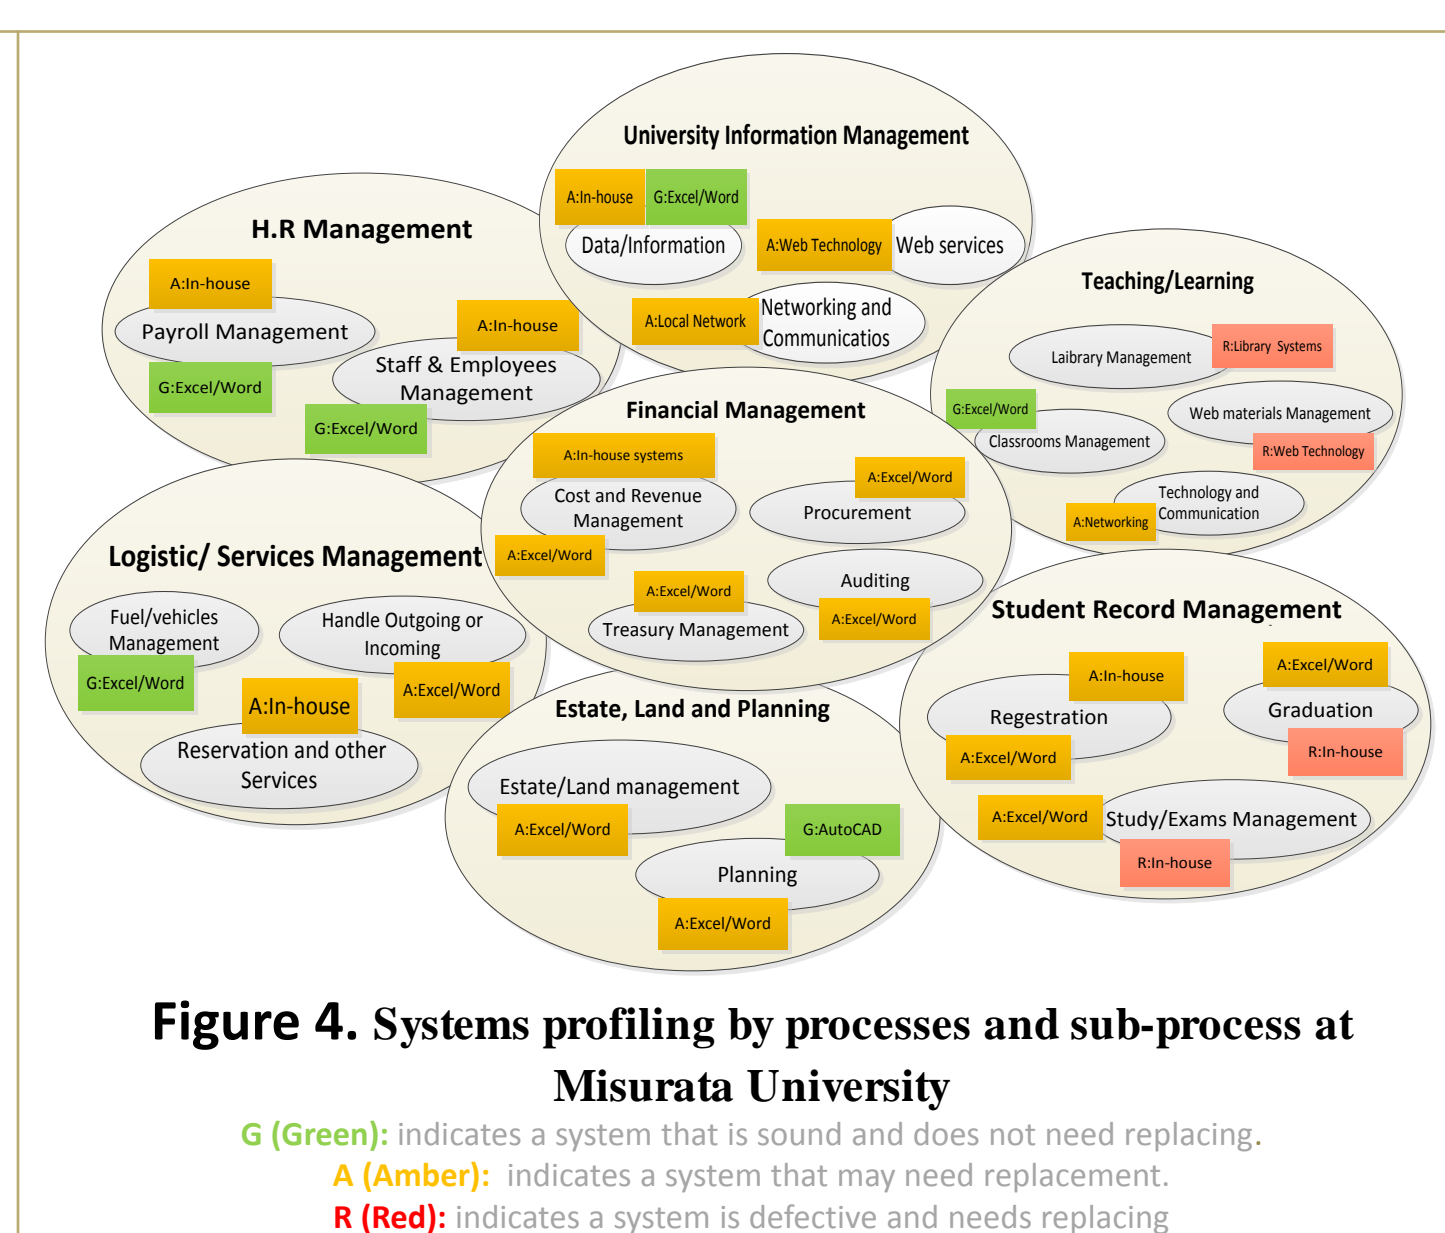 University Information Management
A:In-house
G:Excel/Word
Data/Information
A:Web Technology
Web services
A:Local Network
Networking and
Communicatios
H.R Management
A:In-house
Payroll Management
G:Excel/Word
A:In-house
Staff & Employees
Management
G:Excel/Word
Teaching/Learning
Laibrary Management
R:Library Systems
G:Excel/Word
Classrooms Management
Web materials Management
R:Web Technology
Technology and
Communication
A:Networking
Financial Management
A:In-house systems
Cost and Revenue
Management
A:Excel/Word
A:Excel/Word
Procurement
Auditing
A:Excel/Word
A:Excel/Word
Treasury Management
Logistic/ Services Management
Fuel/vehicles
Management
G:Excel/Word
Handle Outgoing or
Incoming
A:Excel/Word
A:In-house
Reservation and other
Services
Student Record Management
A:In-house
Regestration
A:Excel/Word
A:Excel/Word
Graduation
R:In-house
A:Excel/Word
Study/Exams Management
R:In-house
Estate, Land and Planning
Estate/Land management
A:Excel/Word
G:AutoCAD
Planning
A:Excel/Word
Figure 4. Systems profiling by processes and sub-process at
Misurata University
G (Green): indicates a system that is sound and does not need replacing.
A (Amber): indicates a system that may need replacement.
R (Red): indicates a system is defective and needs replacing